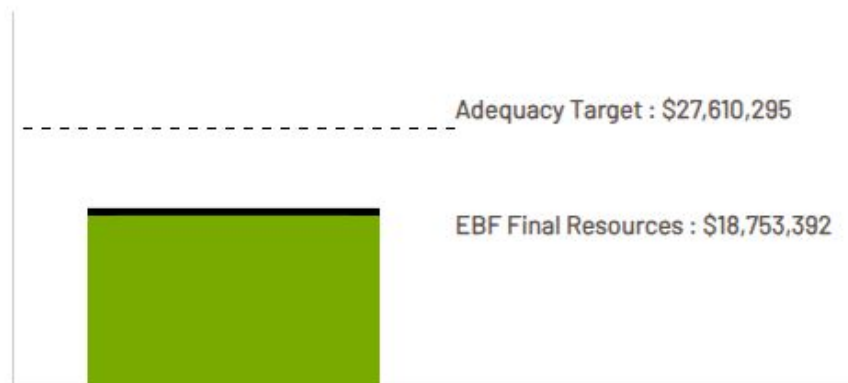 Adequacy Target : $27,610,295
EBF Final Resources : $18,753,392